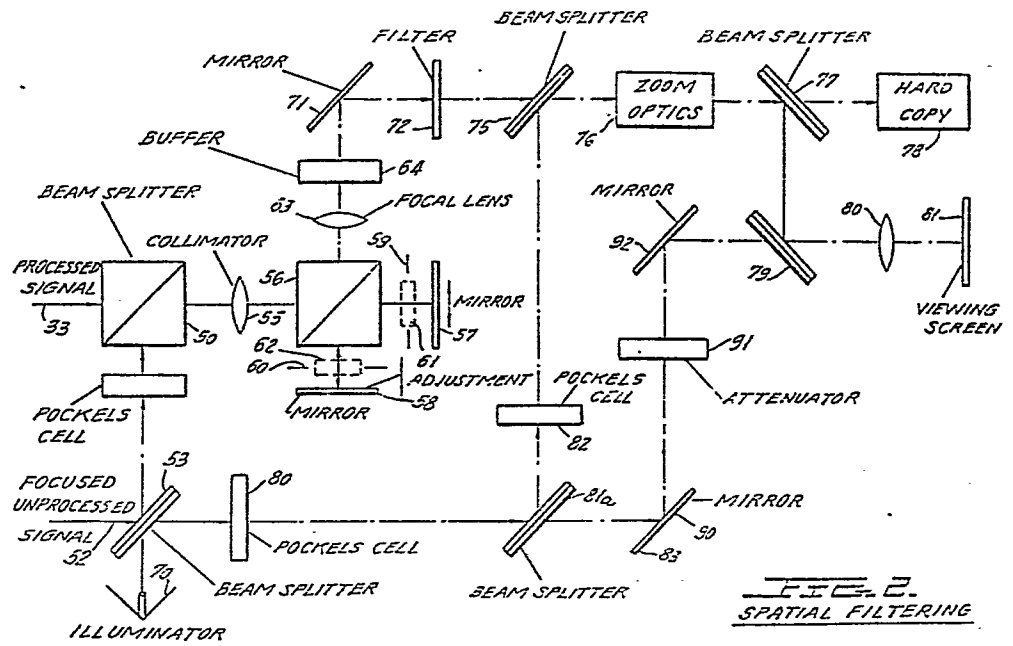 BEAM SPLITTER
FILTER
BEAM SPLITTER
MIRROR
71
72
75
ZOOM
OPTICS
76
77
HARD
COPY
78
BUFFER
64
63
FOCAL LENS
BEAM SPLITTER
COLLIMATOR
MIRROR
92
79
80
81
VIEWING
SCREEN
PROCESSED
SIGNAL
33
50
55
56
59
MIRROR
57
61
62
60
ADJUSTMENT
MIRROR
58
91
ATTENUATOR
POCKELS
CELL
POCKELS
CELL
82
53
FOCUSED
UNPROCESSED
SIGNAL
52
80
POCKELS CELL
81a
MIRROR
90
83
BEAM SPLITTER
BEAM SPLITTER
70
ILLUMINATOR
FIG. 2.
SPATIAL FILTERING